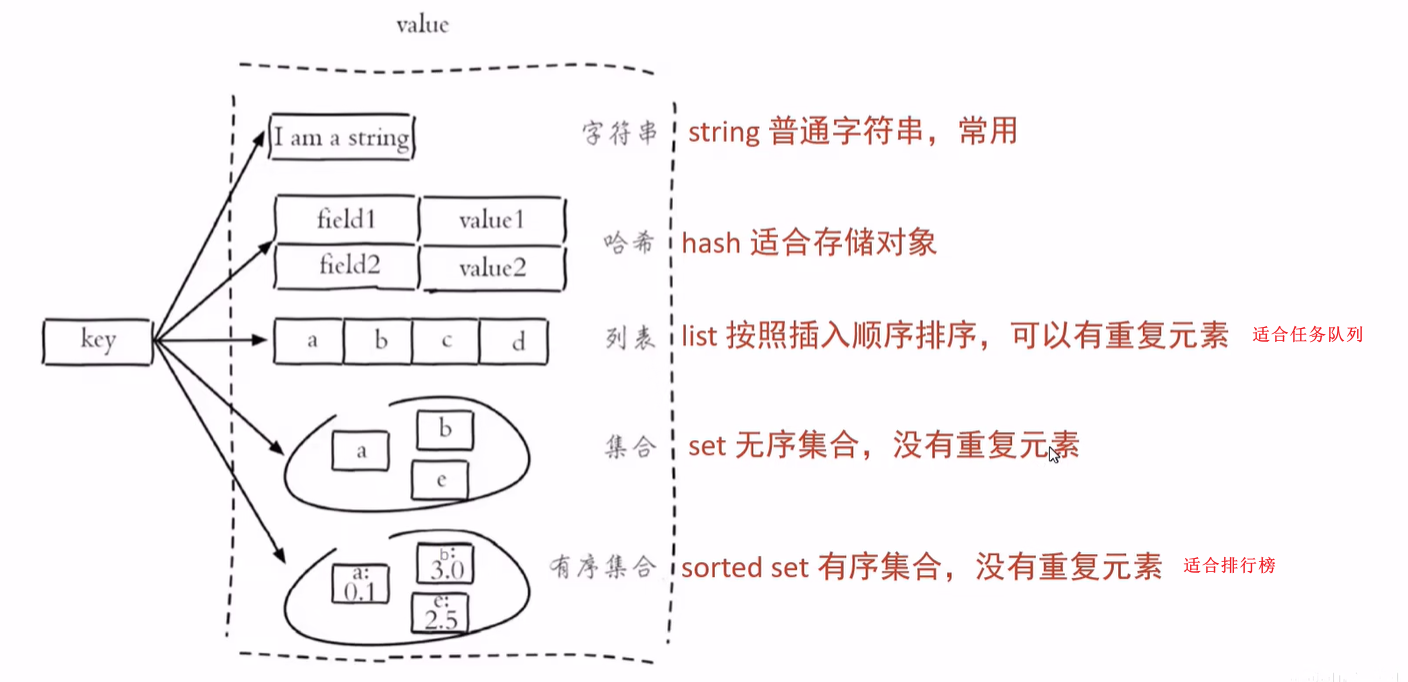 value
I am a string
字符串
string 普通字符串，常用
field1 value1
field2 value2
哈希
hash 适合存储对象
key
a b c d
列表
list 按照插入顺序排序，可以有重复元素
适合任务队列
a
b
e
集合
set 无序集合，没有重复元素
a:
0.1
b:
3.0
e:
2.5
有序集合
sorted set 有序集合，没有重复元素
适合排行榜